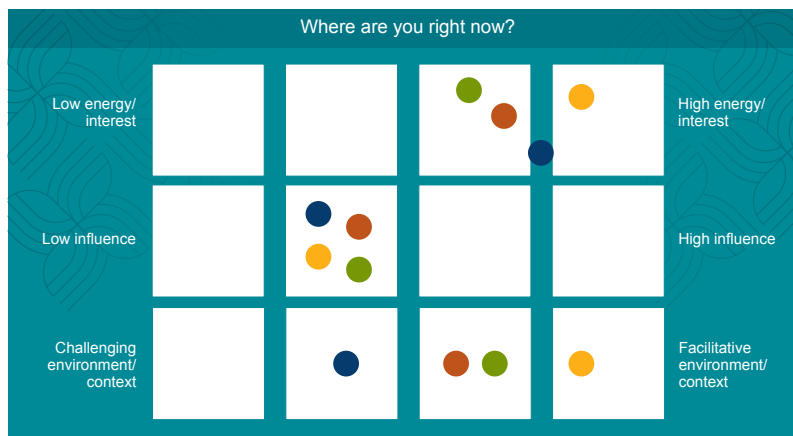 Where are you right now?
Low energy/
interest
High energy/
interest
Low influence
High influence
Challenging
environment/
context
Facilitative
environment/
context